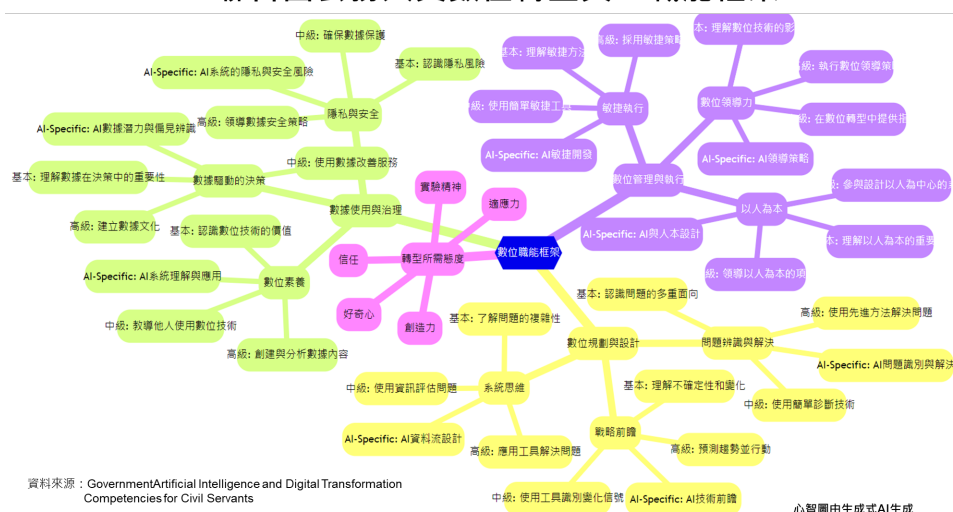 中級: 確保數據保護
AI-Specific: AI系統的隱私與安全風險
基本: 認識隱私風險
隱私與安全
高級: 領導數據安全策略
AI-Specific: AI數據潛力與偏見辨識
中級: 使用數據改善服務
基本: 理解數據在決策中的重要性
數據驅動的決策
高級: 建立數據文化
數據使用與治理
基本: 認識數位技術的價值
AI-Specific: AI系統理解與應用
數位素養
中級: 教導他人使用數位技術
高級: 創建與分析數據內容
實驗精神
適應力
信任
轉型所需態度
好奇心
創造力
數位職能框架
基本: 理解敏捷方法
高級: 採用敏捷策略
敏捷執行
級: 使用簡單敏捷工
AI-Specific: AI敏捷開發
本: 理解數位技術的影
級: 執行數位領導策
數位領導力
級: 在數位轉型中提供指
AI-Specific: AI領導策略
數位管理與執行
級: 參與設計以人為中心的
以人為本
AI-Specific: AI與人本設計
本: 理解以人為本的重要
級: 領導以人為本的項
基本: 認識問題的多重面向
高級: 使用先進方法解決問題
數位規劃與設計
問題辨識與解決
AI-Specific: AI問題識別與解決
中級: 使用簡單診斷技術
基本: 了解問題的複雜性
中級: 使用資訊評估問題
系統思維
AI-Specific: AI資料流設計
高級: 應用工具解決問題
基本: 理解不確定性和變化
戰略前瞻
高級: 預測趨勢並行動
中級: 使用工具識別變化信號
AI-Specific: AI技術前瞻
資料來源：GovernmentArtificial Intelligence and Digital Transformation
Competencies for Civil Servants
心智圖由生成式AI生成